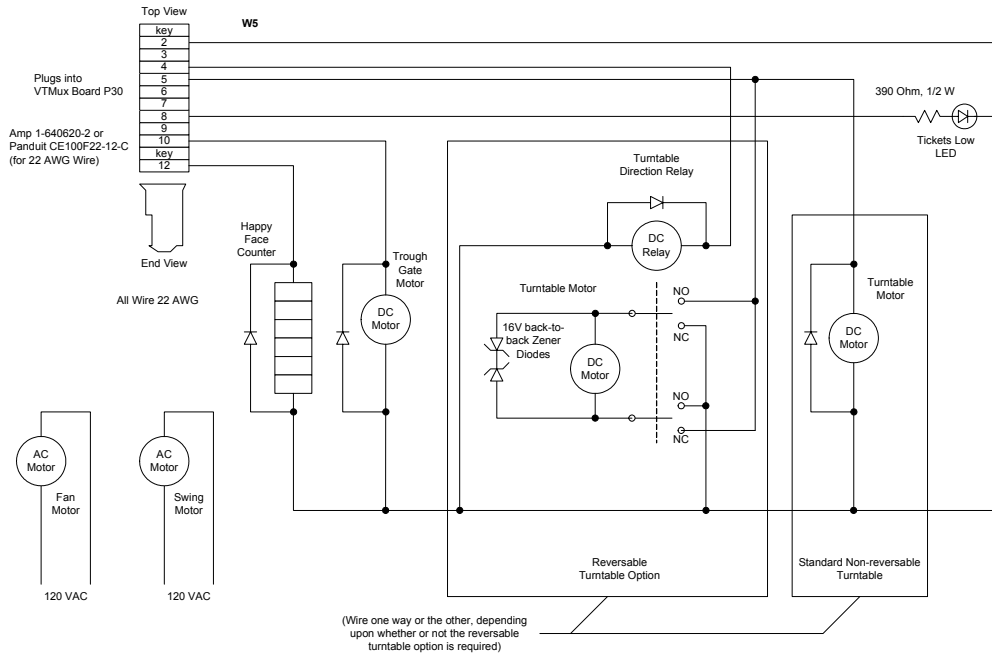 Top View
W5
key
2
3
4
5
6
7
8
9
10
key
12
Plugs into
VTMux Board P30
Amp 1-640620-2 or
Panduit CE100F22-12-C
(for 22 AWG Wire)
End View
All Wire 22 AWG
390 Ohm, 1/2 W
Tickets Low
LED
Turntable
Direction Relay
DC
Relay
Happy
Face
Counter
Trough
Gate
Motor
DC
Motor
Turntable Motor
NO
NC
16V back-to-
back Zener
Diodes
DC
Motor
NO
NC
Turntable
Motor
DC
Motor
AC
Motor
Fan
Motor
120 VAC
AC
Motor
Swing
Motor
120 VAC
Reversable
Turntable Option
Standard Non-reversable
Turntable
(Wire one way or the other, depending
upon whether or not the reversable
turntable option is required)